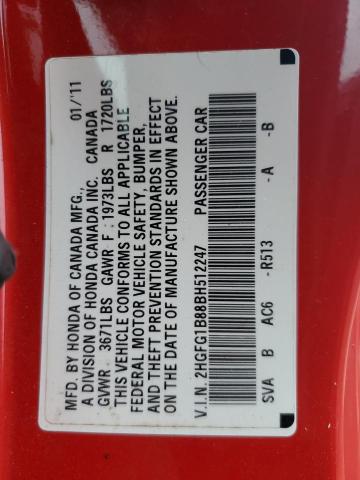 MFD. BY HONDA OF CANADA MFG., 01/'11
A DIVISION OF HONDA CANADA INC. CANADA
GVWR 3671LBS GAWR F : 1973LBS R 1720LBS
THIS VEHICLE CONFORMS TO ALL APPLICABLE
FEDERAL MOTOR VEHICLE SAFETY, BUMPER,
AND THEFT PREVENTION STANDARDS IN EFFECT
ON THE DATE OF MANUFACTURE SHOWN ABOVE.
V.I.N. 2HGFG1B88BH512247 PASSENGER CAR
SVA B AC6 -R513 -A -B